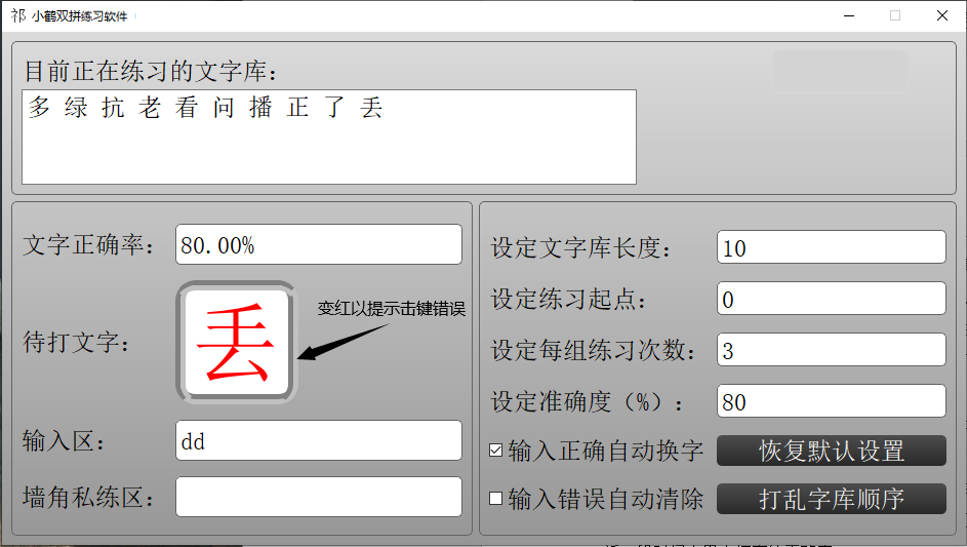 祁 小鹤双拼练习软件
目前正在练习的文字库：
多 绿 抗 老 看 问 播 正 了 丢
文字正确率： 80.00%
变红以提示击键错误
待打文字： 丢
输入区： dd
墙角私练区：
设定文字库长度： 10
设定练习起点： 0
设定每组练习次数： 3
设定准确度（%）： 80
输入正确自动换字 恢复默认设置
输入错误自动清除 打乱字库顺序